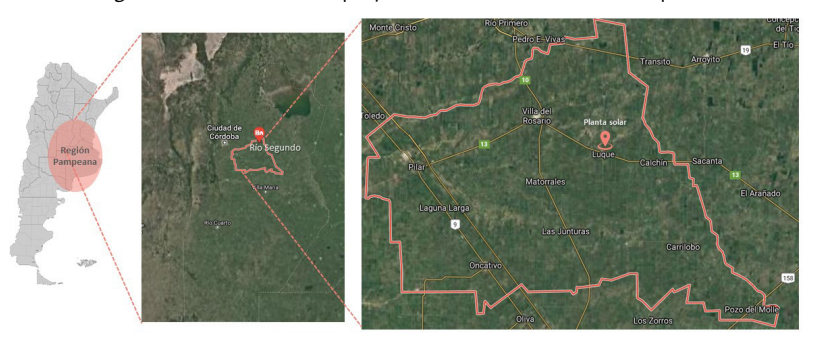 Región
Pampeana
Ciudad de
Córdoba
Río Segundo
Villa María
Río Cuarto
Monte Cristo
Río Primero
Pedro E. Vivas
Concepc
del Tío
El Tío
19
Transito
Arroyito
10
Toledo
Villa del
Rosario
Planta solar
13
Luque
Pilar
Calchín
Sacanta
13
Matorrales
El Arañado
Laguna Larga
9
Las Junturas
Carrilobo
Oncativo
158
Pozo del Molle
Oliva
Los Zorros